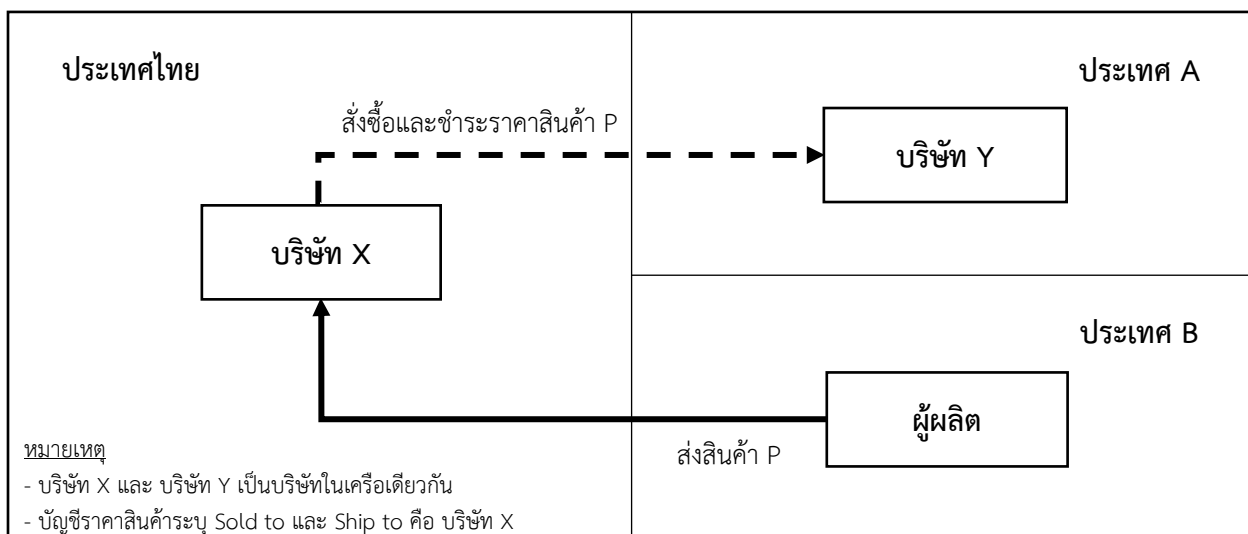 ประเทศไทย
ประเทศ A
สั่งซื้อและชำระราคาสินค้า P
บริษัท Y
บริษัท X
ประเทศ B
ผู้ผลิต
ส่งสินค้า P
หมายเหตุ
- บริษัท X และ บริษัท Y เป็นบริษัทในเครือเดียวกัน
- บัญชีราคาสินค้าระบุ Sold to และ Ship to คือ บริษัท X